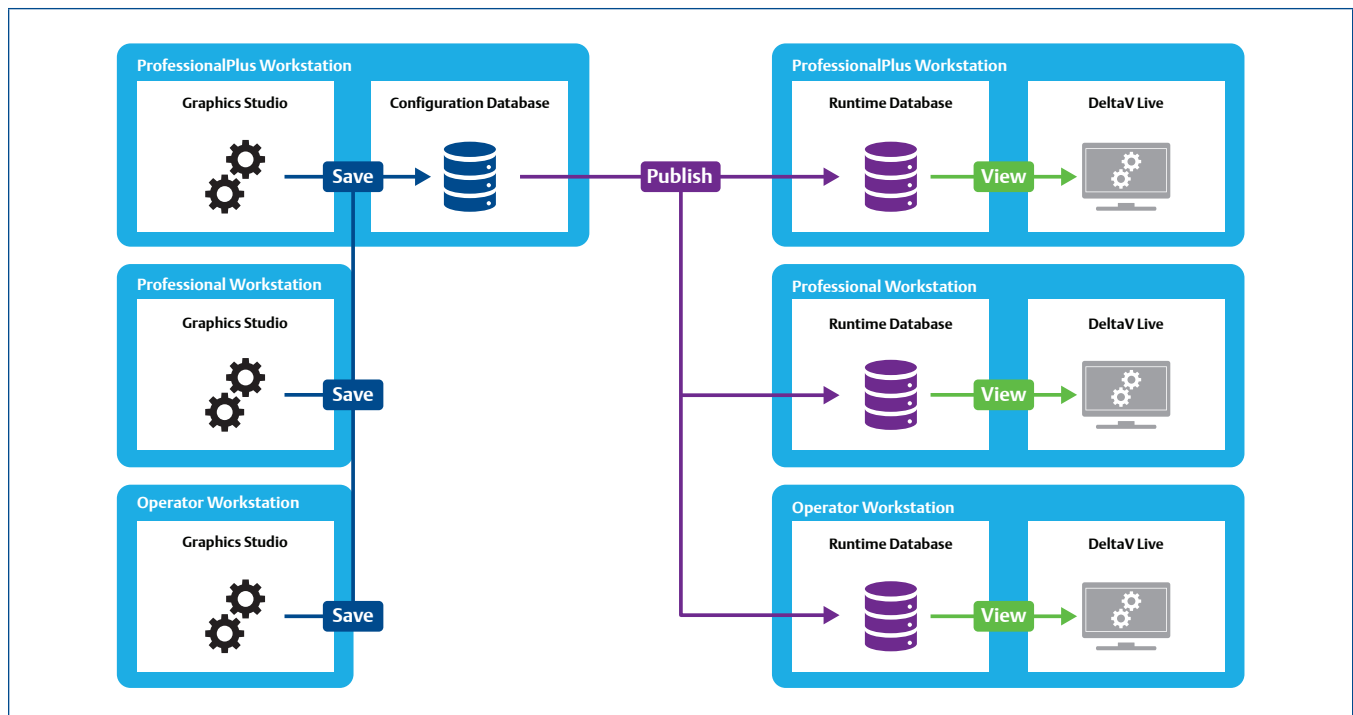 ProfessionalPlus Workstation
Graphics Studio
Configuration Database
Save
Publish
ProfessionalPlus Workstation
Runtime Database
DeltaV Live
View
Professional Workstation
Graphics Studio
Save
Professional Workstation
Runtime Database
DeltaV Live
View
Operator Workstation
Graphics Studio
Save
Operator Workstation
Runtime Database
DeltaV Live
View